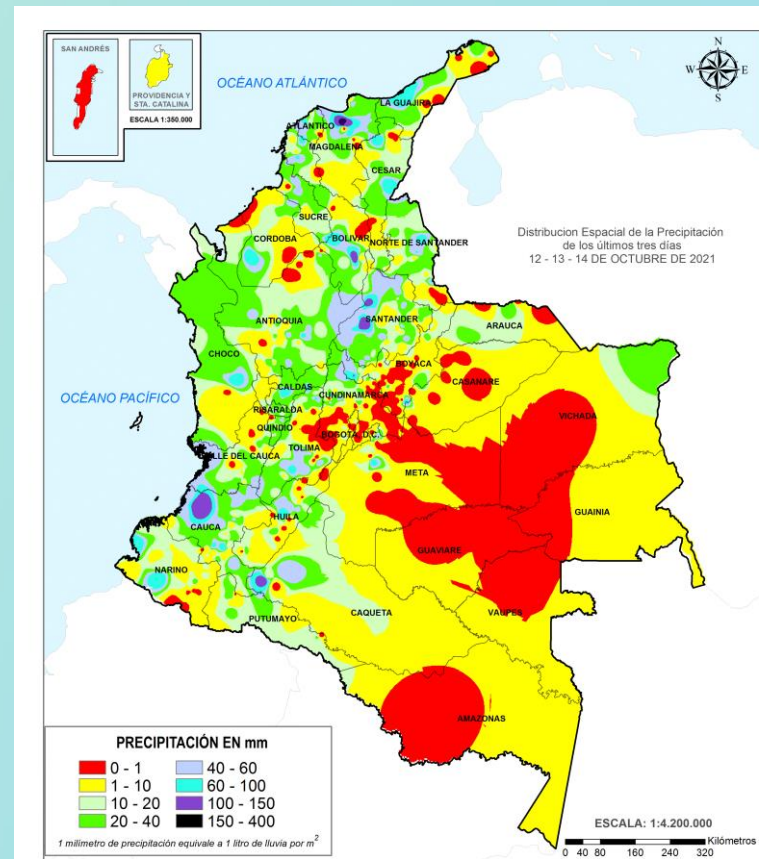 SAN ANDRÉS
PROVIDENCIA Y
STA. CATALINA
ESCALA 1:350.000
OCÉANO ATLÁNTICO
N
W E
S
LA GUAJIRA
ATLANTICO
MAGDALENA
CESAR
SUCRE
CORDOBA
BOLIVAR
NORTE DE SANTANDER
Distribucion Espacial de la Precipitación
de los últimos tres días
12 - 13 - 14 DE OCTUBRE DE 2021
ANTIOQUIA
SANTANDER
ARAUCA
CHOCO
BOYACA
CASANARE
OCÉANO PACÍFICO
CALDAS
CUNDINAMARCA
VICHADA
RISARALDA
QUINDIO
BOGOTA D.C.
TOLIMA
VALLE DEL CAUCA
META
GUAINIA
CAUCA
HUILA
GUAVIARE
NARINO
CAQUETA
VAUPES
PUTUMAYO
AMAZONAS
PRECIPITACIÓN EN mm
0 - 1 40 - 60
1 - 10 60 - 100
10 - 20 100 - 150
20 - 40 150 - 400
1 milímetro de precipitación equivale a 1 litro de lluvia por m²
ESCALA: 1:4.200.000
Kilómetros
0 40 80 160 240 320